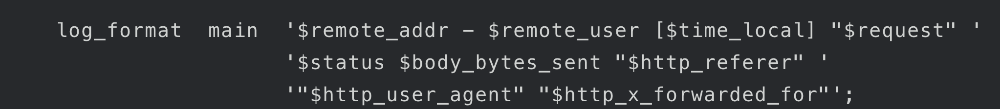 log_format  main  '$remote_addr - $remote_user [$time_local] "$request" '
                  '$status $body_bytes_sent "$http_referer" '
                  '"$http_user_agent" "$http_x_forwarded_for"';